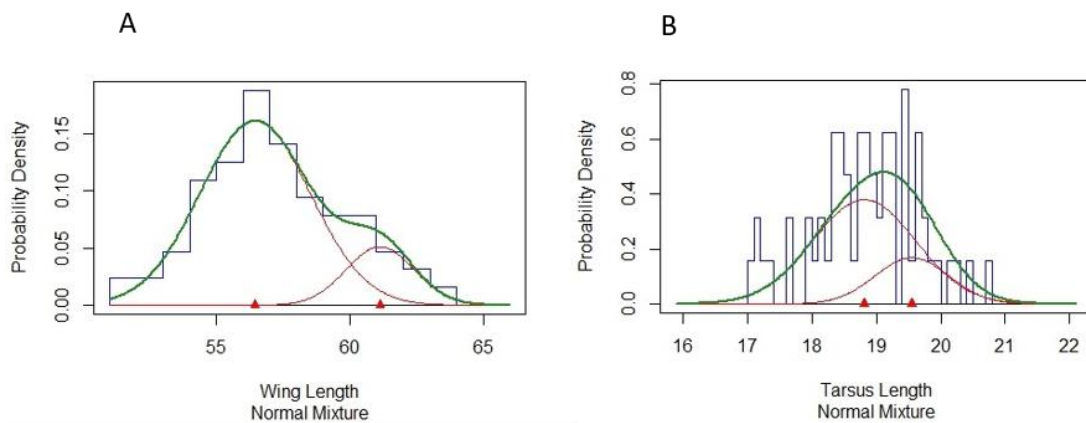 A
Probability Density
0.15
0.10
0.05
0.00
55
60
65
Wing Length
Normal Mixture
B
Probability Density
0.8
0.6
0.4
0.2
0.0
16
17
18
19
20
21
22
Tarsus Length
Normal Mixture